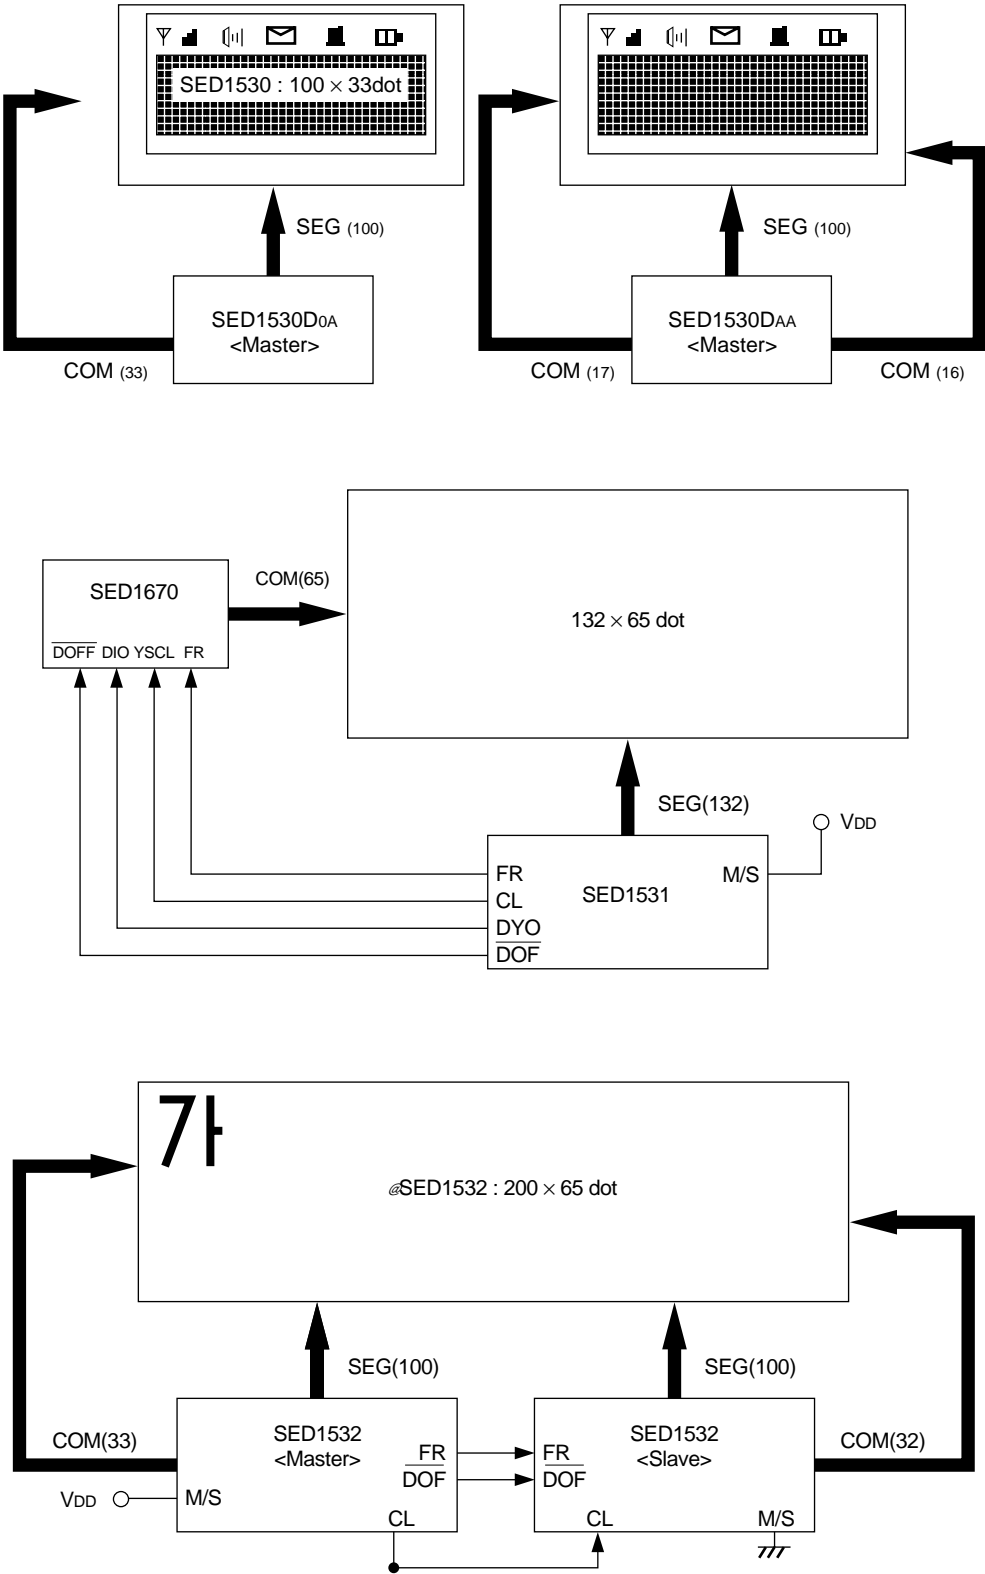 SED1530 : 100 × 33dot
SEG (100)
SEG (100)
SED1530D0A
<Master>
SED1530DAA
<Master>
COM (33)
COM (17)
COM (16)
SED1670
COM(65)
132 × 65 dot
DOFF DIO YSCL FR
SEG(132)
VDD
FR
M/S
SED1531
CL
DYO
DOF
가
@SED1532 : 200 × 65 dot
SEG(100)
SEG(100)
COM(33)
SED1532
<Master>
FR
DOF
FR
DOF
SED1532
<Slave>
COM(32)
VDD
M/S
CL
CL
M/S